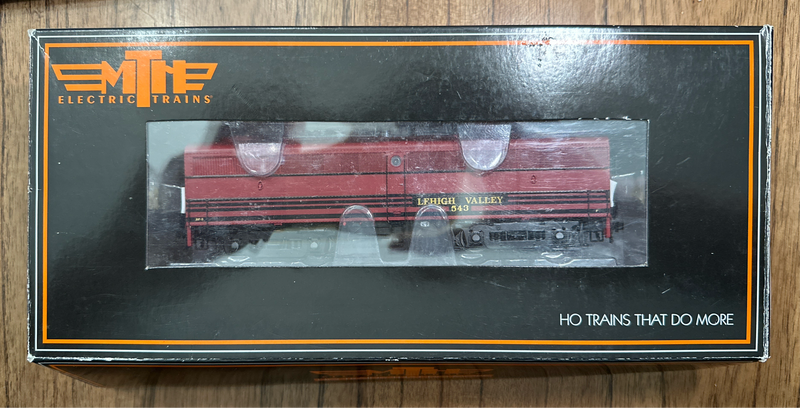 MTH
ELECTRIC TRAINS
LEHIGH VALLEY
543
HO TRAINS THAT DO MORE